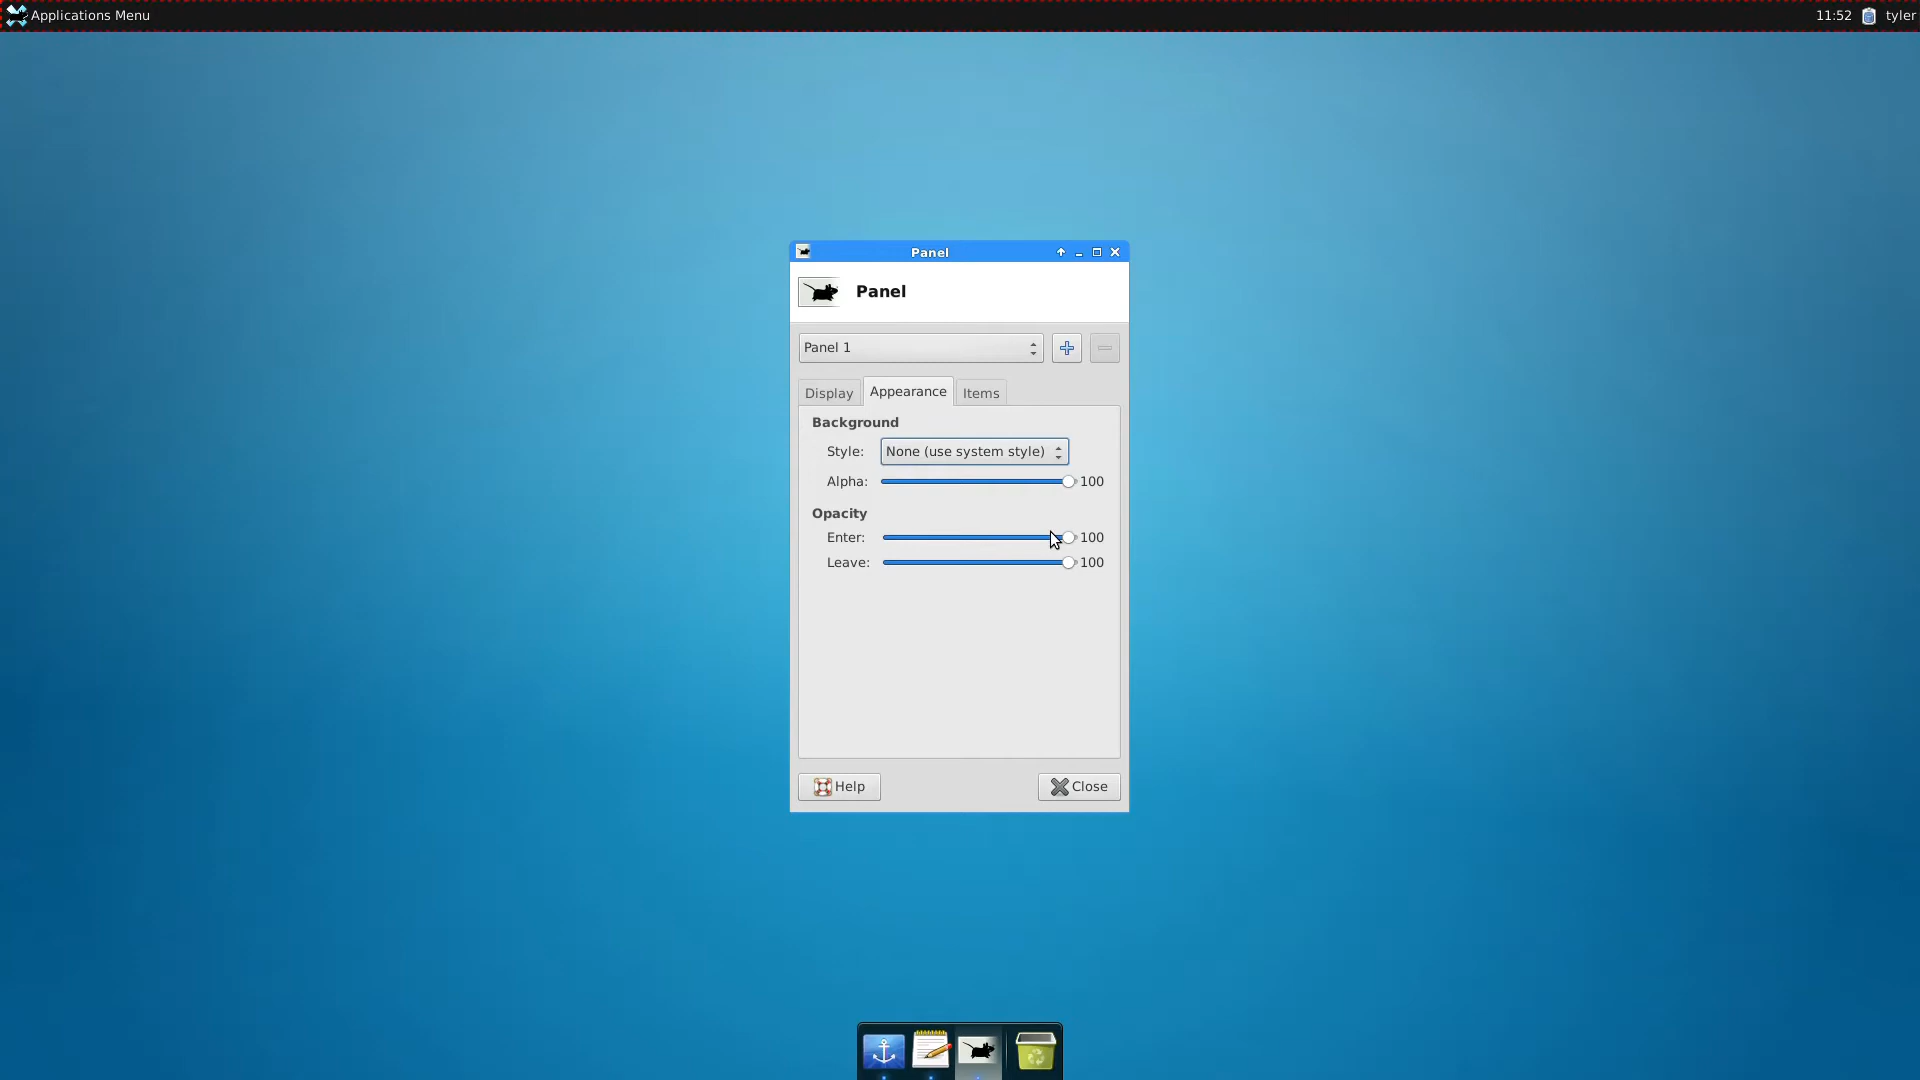 Applications Menu 11:52 tyler
Panel
Panel
Panel 1
Display Appearance Items
Background
Style: None (use system style)
Alpha: 100
Opacity
Enter: 100
Leave: 100
Help Close